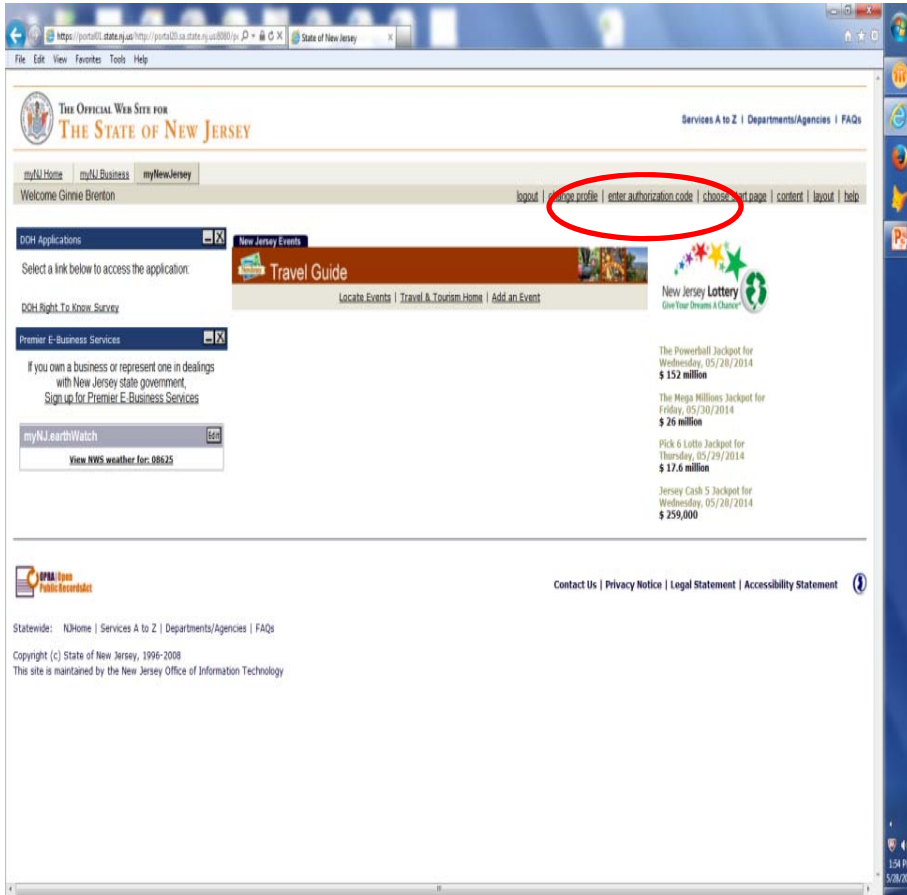 https://portal01.state.nj.us/http://portal20.sa.state.nj.us:8080/
State of New Jersey
File Edit View Favorites Tools Help
THE OFFICIAL WEB SITE FOR
THE STATE OF NEW JERSEY
Services A to Z | Departments/Agencies | FAQs
myNJ Home myNJ Business myNewJersey
Welcome Ginnie Brenton
logout | change profile | enter authorization code | choose start page | content | layout | help
DOH Applications
Select a link below to access the application:
DOH Right To Know Survey
Premier E-Business Services
If you own a business or represent one in dealings
with New Jersey state government,
Sign up for Premier E-Business Services
myNJ.earthWatch Edit
View NWS weather for: 08625
New Jersey Events
Travel Guide
Locate Events | Travel & Tourism Home | Add an Event
New Jersey Lottery
Give Your Dreams A Chance
The Powerball Jackpot for
Wednesday, 05/28/2014
$ 152 million
The Mega Millions Jackpot for
Friday, 05/30/2014
$ 26 million
Pick 6 Lotto Jackpot for
Thursday, 05/29/2014
$ 17.6 million
Jersey Cash 5 Jackpot for
Wednesday, 05/28/2014
$ 259,000
OPRA Open
Public Records Act
Contact Us | Privacy Notice | Legal Statement | Accessibility Statement
Statewide: NJHome | Services A to Z | Departments/Agencies | FAQs
Copyright (c) State of New Jersey, 1996-2008
This site is maintained by the New Jersey Office of Information Technology
1:54 P
5/28/20